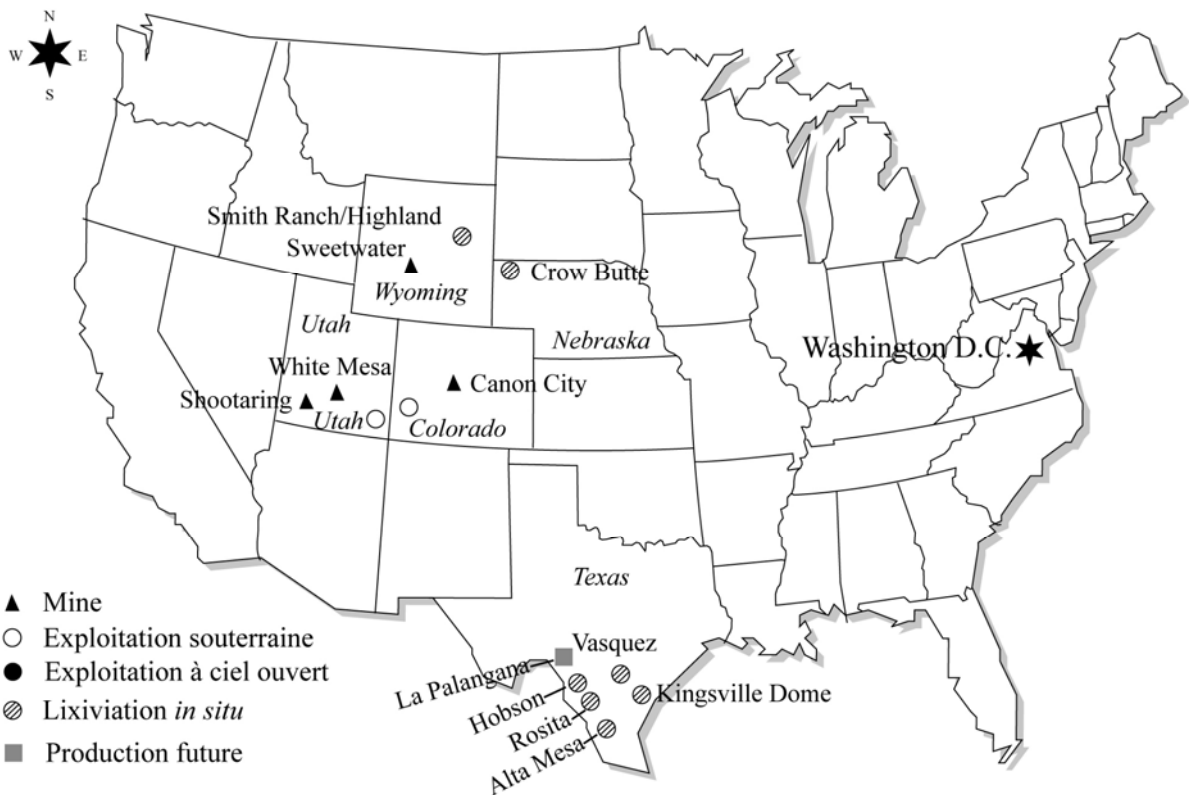 N
W
E
S
Smith Ranch/Highland
Sweetwater
Wyoming
Crow Butte
Utah
Nebraska
Washington D.C.
White Mesa
Canon City
Shootaring
Utah
Colorado
Texas
Vasquez
La Palangana
Hobson
Kingsville Dome
Rosita
Alta Mesa
Mine
Exploitation souterraine
Exploitation à ciel ouvert
Lixiviation in situ
Production future